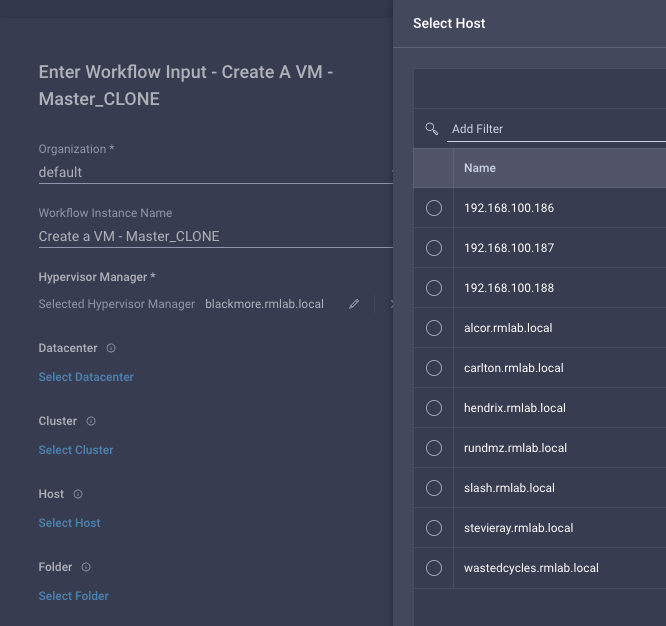 Enter Workflow Input - Create A VM -
Master_CLONE
Organization *
default
Workflow Instance Name
Create a VM - Master_CLONE
Hypervisor Manager *
Selected Hypervisor Manager blackmore.rmlab.local
Datacenter
Select Datacenter
Cluster
Select Cluster
Host
Select Host
Folder
Select Folder
Select Host
Add Filter
Name
192.168.100.186
192.168.100.187
192.168.100.188
alcor.rmlab.local
carlton.rmlab.local
hendrix.rmlab.local
rundmz.rmlab.local
slash.rmlab.local
stevieray.rmlab.local
wastedcycles.rmlab.local